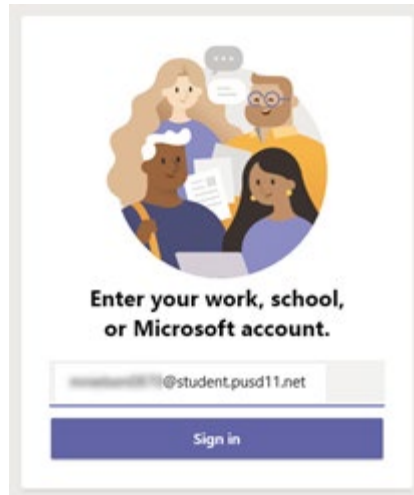 Enter your work, school,
or Microsoft account.
@student.pusd11.net
Sign in